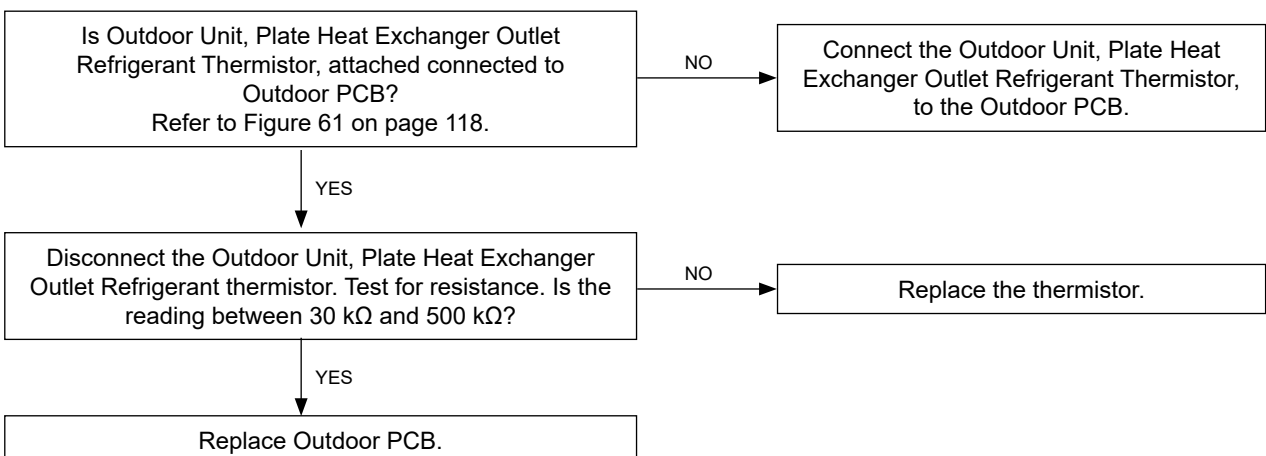 Is Outdoor Unit, Plate Heat Exchanger Outlet
Refrigerant Thermistor, attached connected to
Outdoor PCB?
Refer to Figure 61 on page 118.
NO
Connect the Outdoor Unit, Plate Heat
Exchanger Outlet Refrigerant Thermistor,
to the Outdoor PCB.
YES
Disconnect the Outdoor Unit, Plate Heat Exchanger
Outlet Refrigerant thermistor. Test for resistance. Is the
reading between 30 kΩ and 500 kΩ?
NO
Replace the thermistor.
YES
Replace Outdoor PCB.